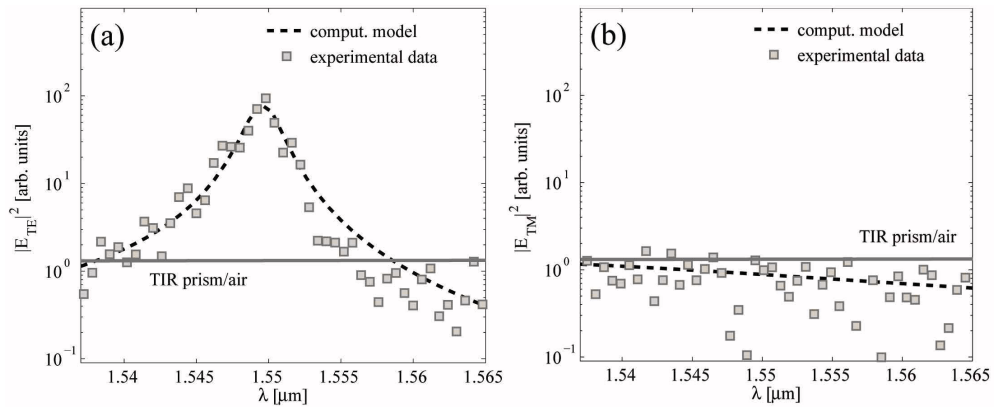 (a)
comput. model
experimental data
|E_TE|^2 [arb. units]
10^2
10^1
10^0
10^-1
TIR prism/air
1.54
1.545
1.55
1.555
1.56
1.565
λ [µm]
(b)
comput. model
experimental data
|E_TM|^2 [arb. units]
10^2
10^1
10^0
10^-1
TIR prism/air
1.54
1.545
1.55
1.555
1.56
1.565
λ [µm]